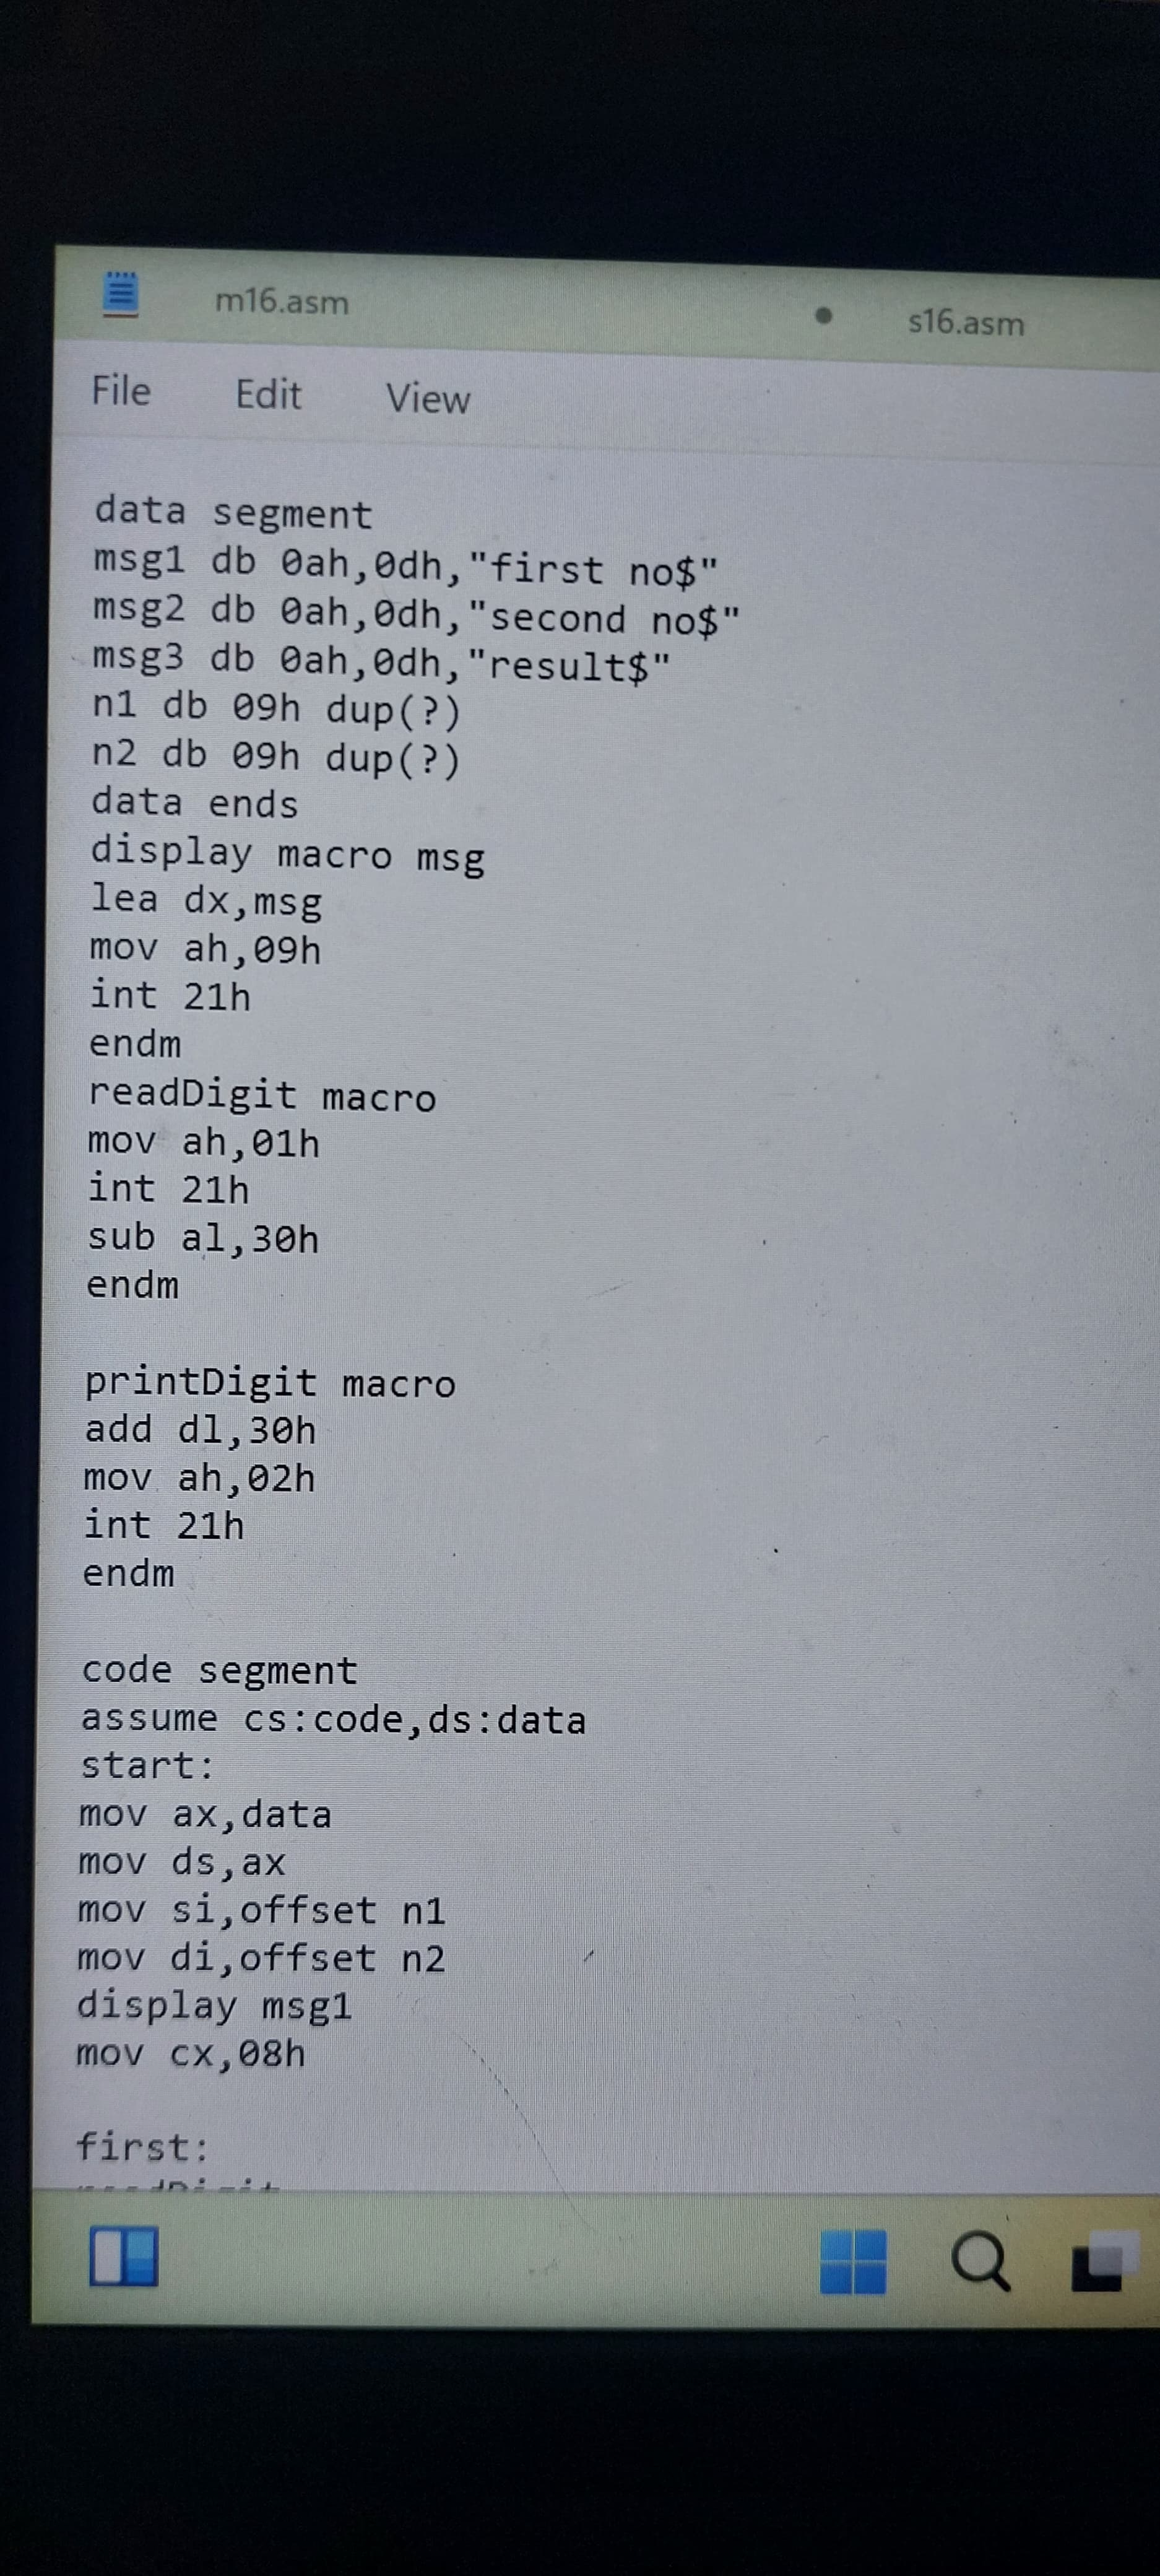 m16.asm
s16.asm
File Edit View
data segment
msg1 db 0ah,0dh,"first no$"
msg2 db 0ah,0dh,"second no$"
msg3 db 0ah,0dh,"result$"
n1 db 09h dup(?)
n2 db 09h dup(?)
data ends
display macro msg
lea dx,msg
mov ah,09h
int 21h
endm
readDigit macro
mov ah,01h
int 21h
sub al,30h
endm
printDigit macro
add dl,30h
mov ah,02h
int 21h
endm
code segment
assume cs:code,ds:data
start:
mov ax,data
mov ds,ax
mov si,offset n1
mov di,offset n2
display msg1
mov cx,08h
first: